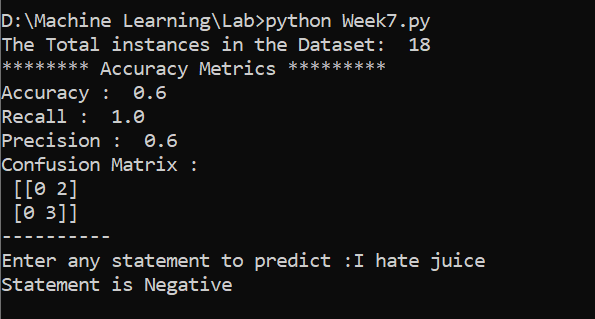 D:\Machine Learning\Lab>python Week7.py
The Total instances in the Dataset:  18
******** Accuracy Metrics *********
Accuracy :  0.6
Recall :  1.0
Precision :  0.6
Confusion Matrix :
 [[0 2]
 [0 3]]
----------
Enter any statement to predict :I hate juice
Statement is Negative